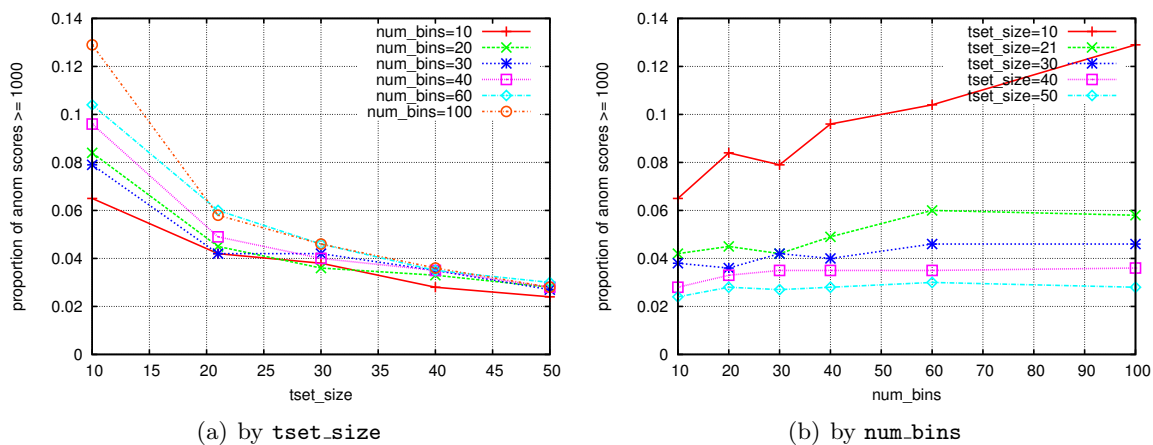 0.14
0.12
0.1
0.08
0.06
0.04
0.02
0
proportion of anom scores >= 1000
num_bins=10
num_bins=20
num_bins=30
num_bins=40
num_bins=60
num_bins=100
10 15 20 25 30 35 40 45 50
tset_size
(a) by tset_size
0.14
0.12
0.1
0.08
0.06
0.04
0.02
0
proportion of anom scores >= 1000
tset_size=10
tset_size=21
tset_size=30
tset_size=40
tset_size=50
10 20 30 40 50 60 70 80 90 100
num_bins
(b) by num_bins